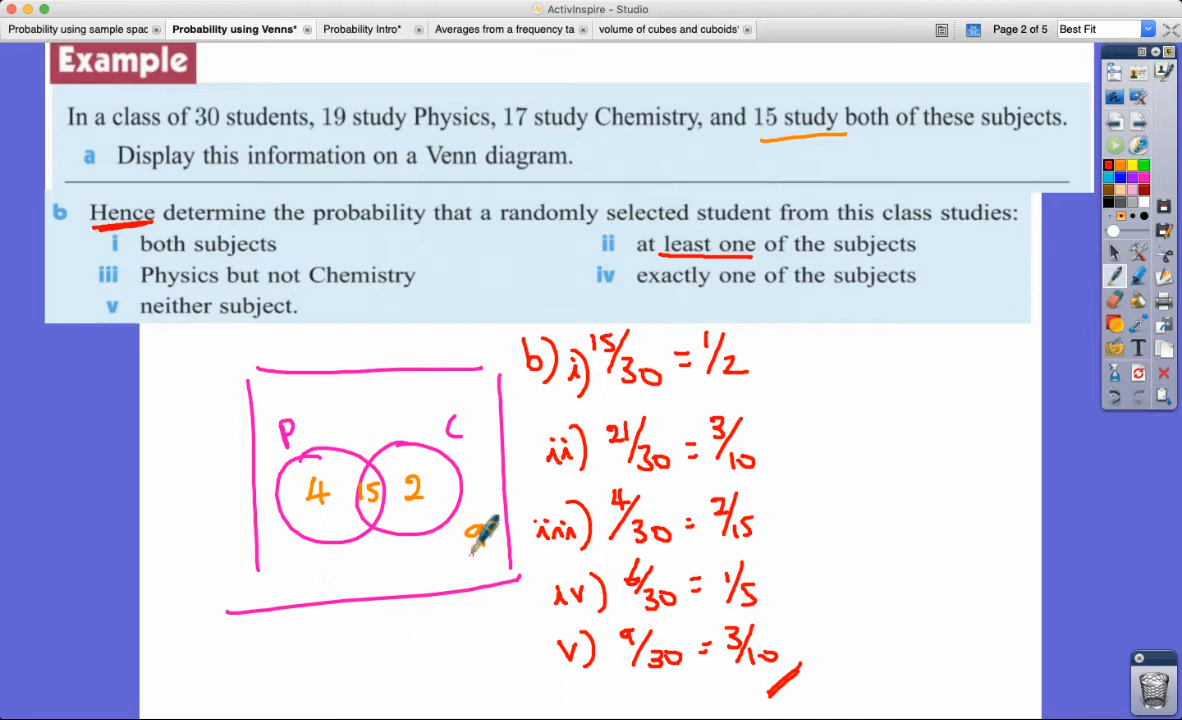 ActivInspire - Studio
Probability using sample spac
Probability using Venns*
Probability Intro*
Averages from a frequency ta
volume of cubes and cuboids'
Page 2 of 5
Best Fit
Example
In a class of 30 students, 19 study Physics, 17 study Chemistry, and 15 study both of these subjects.
a Display this information on a Venn diagram.
b Hence determine the probability that a randomly selected student from this class studies:
i both subjects
ii at least one of the subjects
iii Physics but not Chemistry
iv exactly one of the subjects
v neither subject.
P
C
4
15
2
9
b) i) 15/30 = 1/2
ii) 21/30 = 3/10
iii) 4/30 = 2/15
iv) 6/30 = 1/5
v) 9/30 = 3/10
T